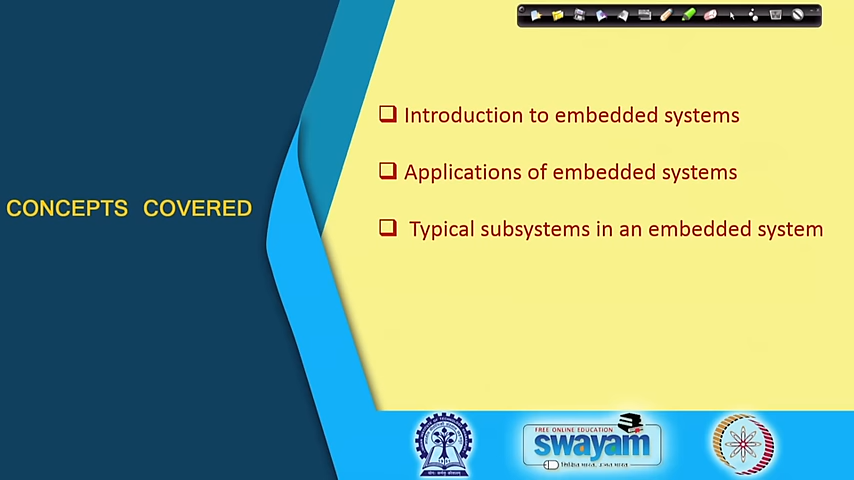 CONCEPTS COVERED
Introduction to embedded systems
Applications of embedded systems
Typical subsystems in an embedded system
FREE ONLINE EDUCATION
swayam